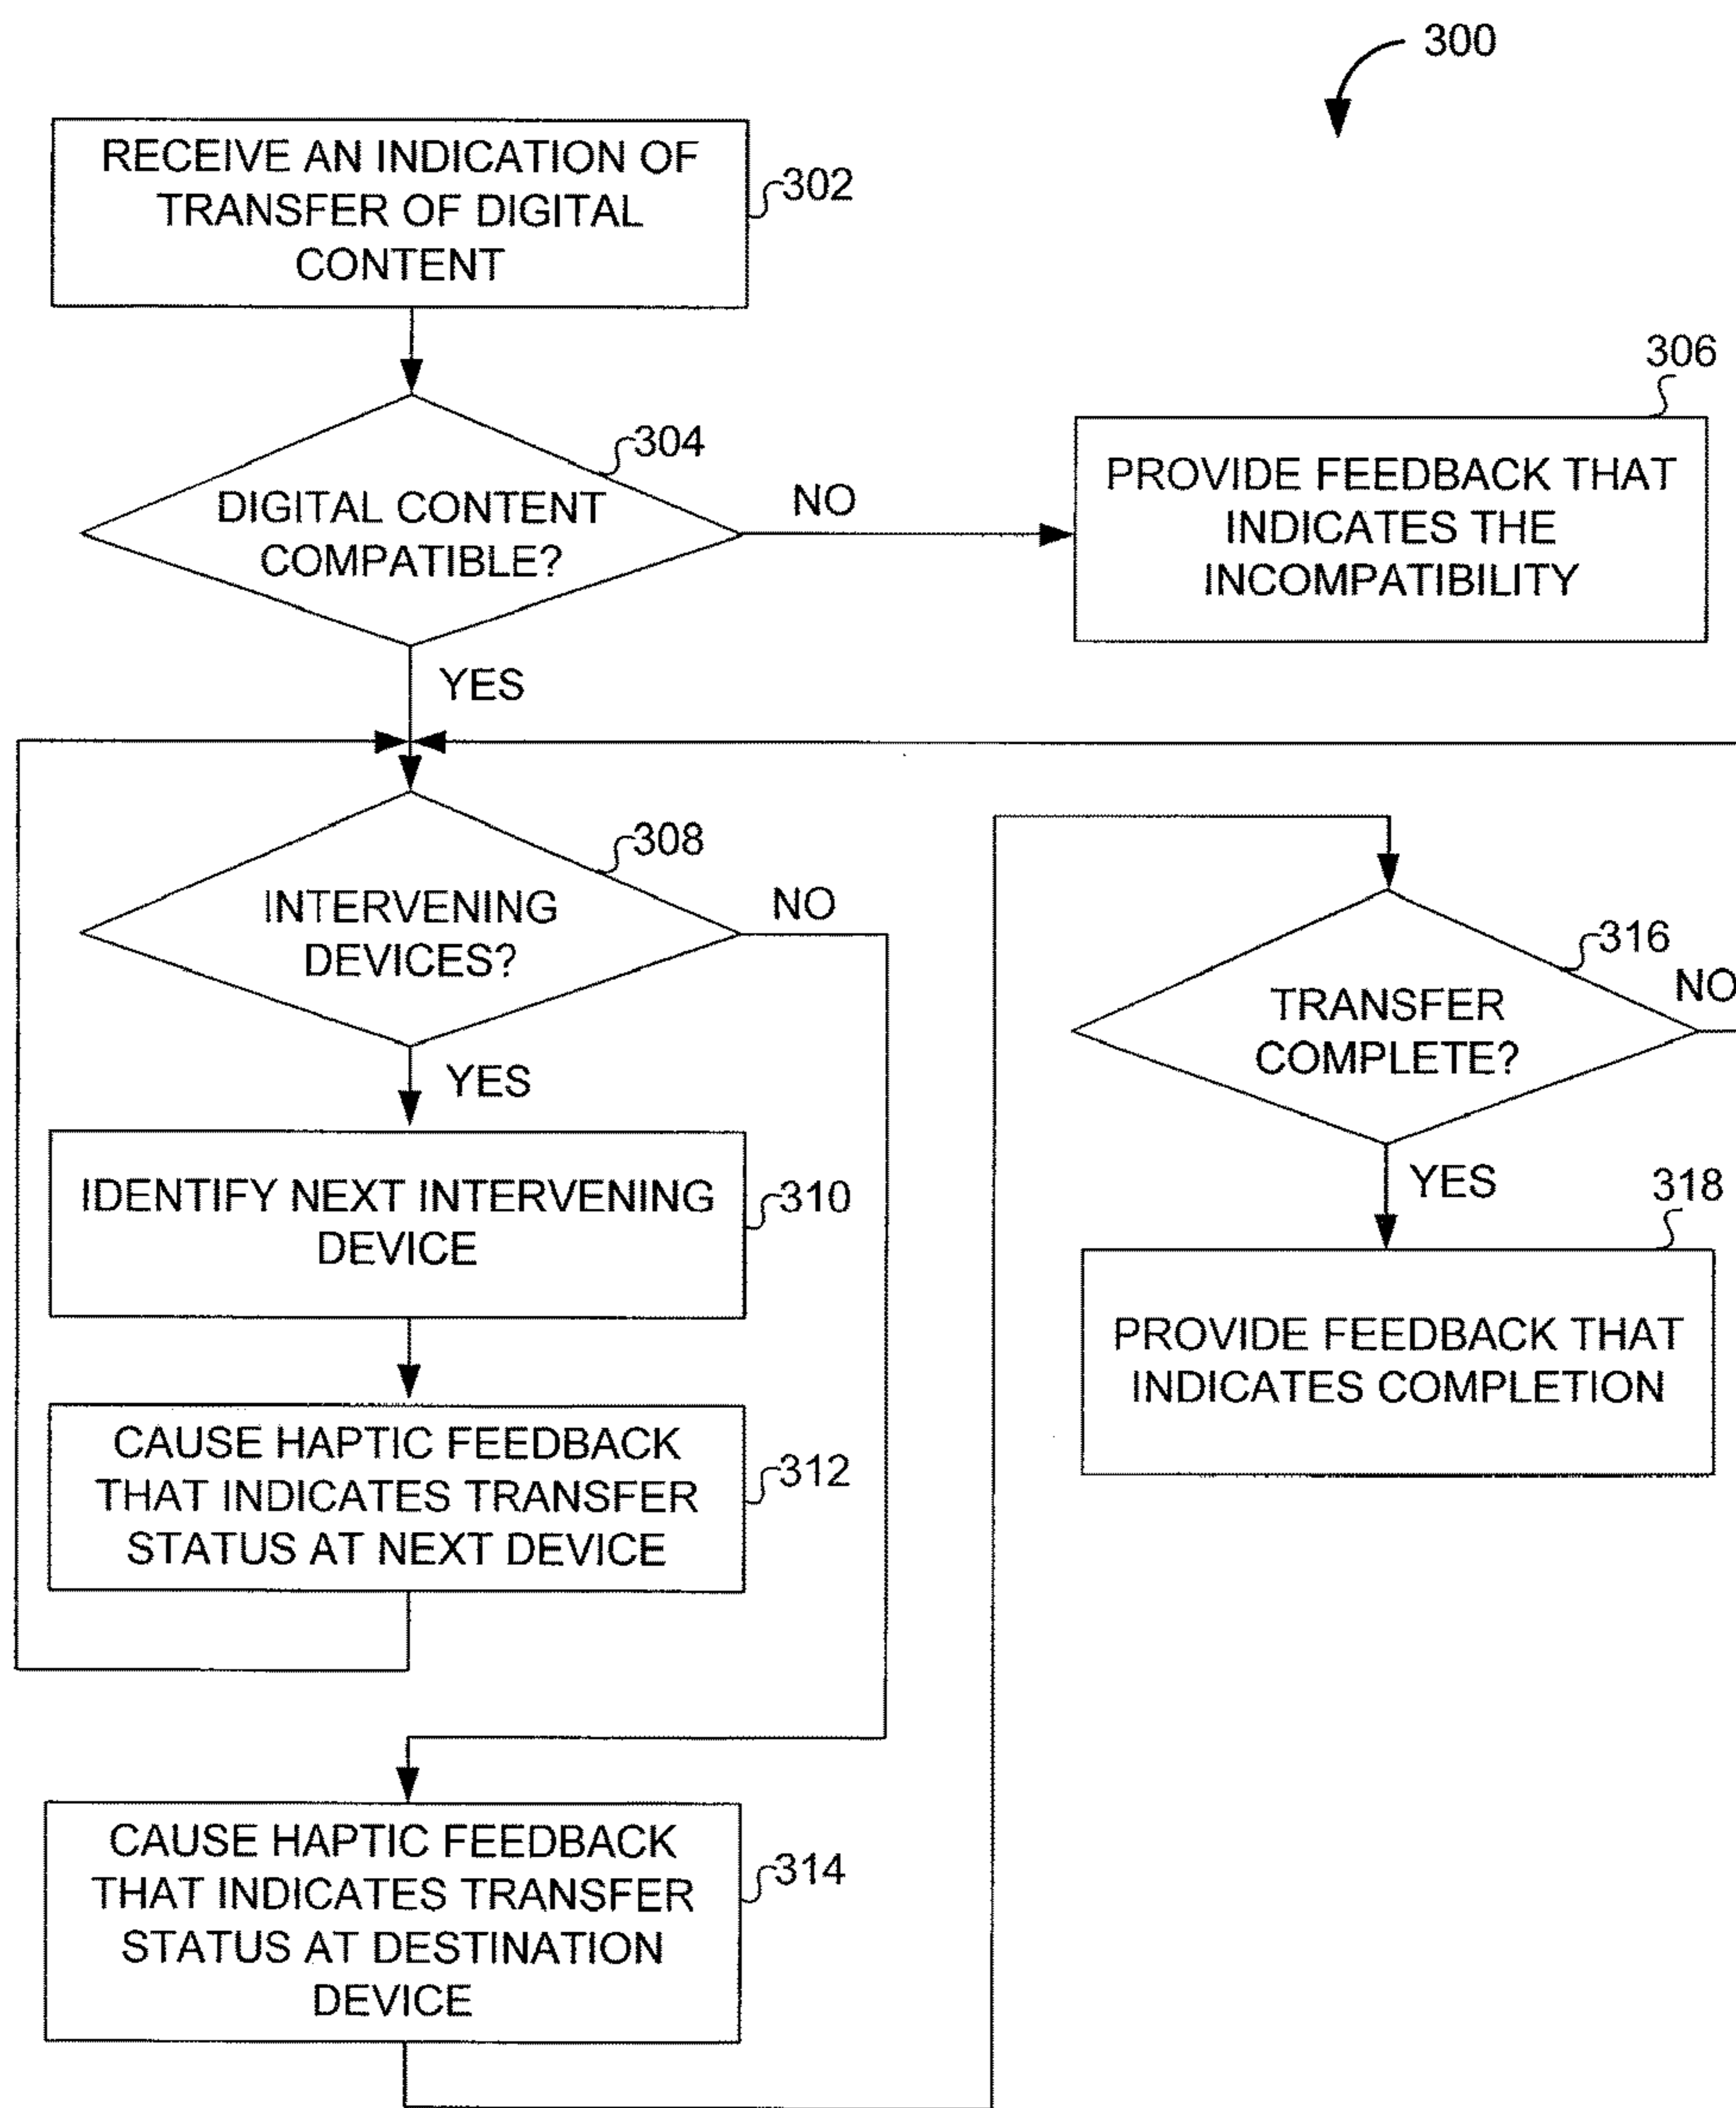 300
RECEIVE AN INDICATION OF
TRANSFER OF DIGITAL
CONTENT
302
304
DIGITAL CONTENT
COMPATIBLE?
NO
306
PROVIDE FEEDBACK THAT
INDICATES THE
INCOMPATIBILITY
YES
308
INTERVENING
DEVICES?
NO
YES
IDENTIFY NEXT INTERVENING
DEVICE
310
CAUSE HAPTIC FEEDBACK
THAT INDICATES TRANSFER
STATUS AT NEXT DEVICE
312
CAUSE HAPTIC FEEDBACK
THAT INDICATES TRANSFER
STATUS AT DESTINATION
DEVICE
314
316
TRANSFER
COMPLETE?
NO
YES
318
PROVIDE FEEDBACK THAT
INDICATES COMPLETION